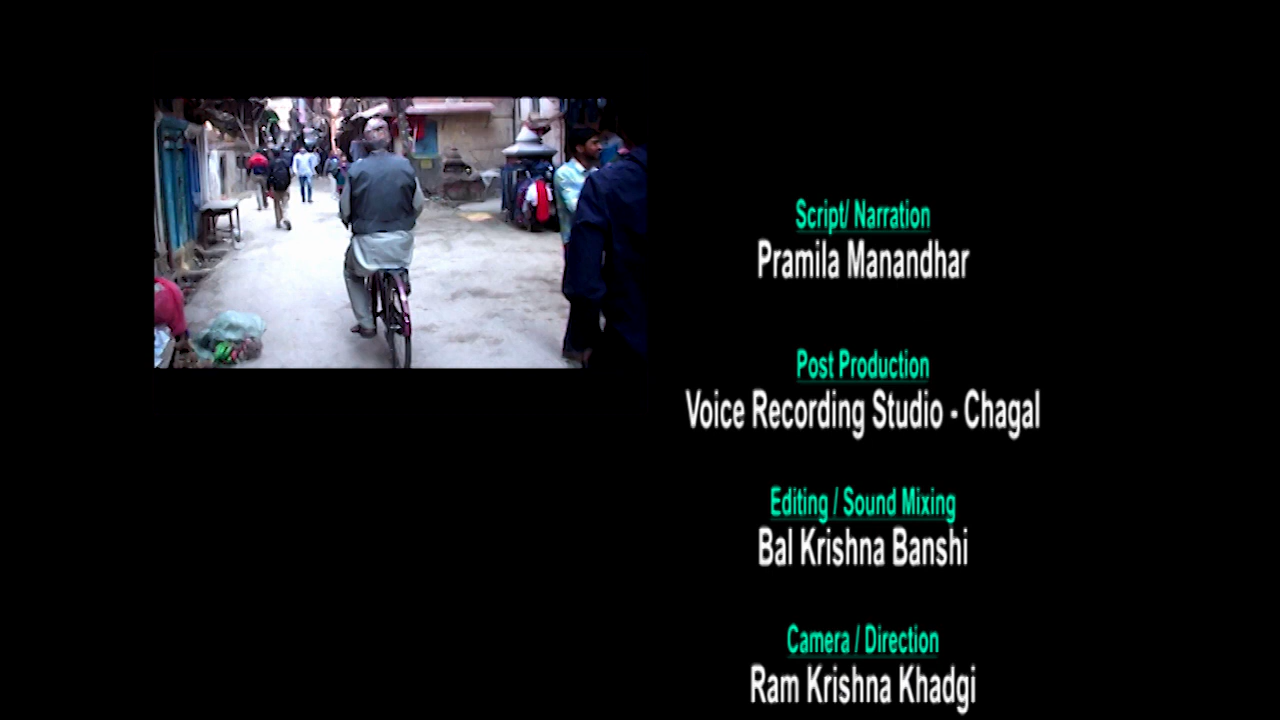 Script/ Narration
Pramila Manandhar
Post Production
Voice Recording Studio - Chagal
Editing / Sound Mixing
Bal Krishna Banshi
Camera / Direction
Ram Krishna Khadgi